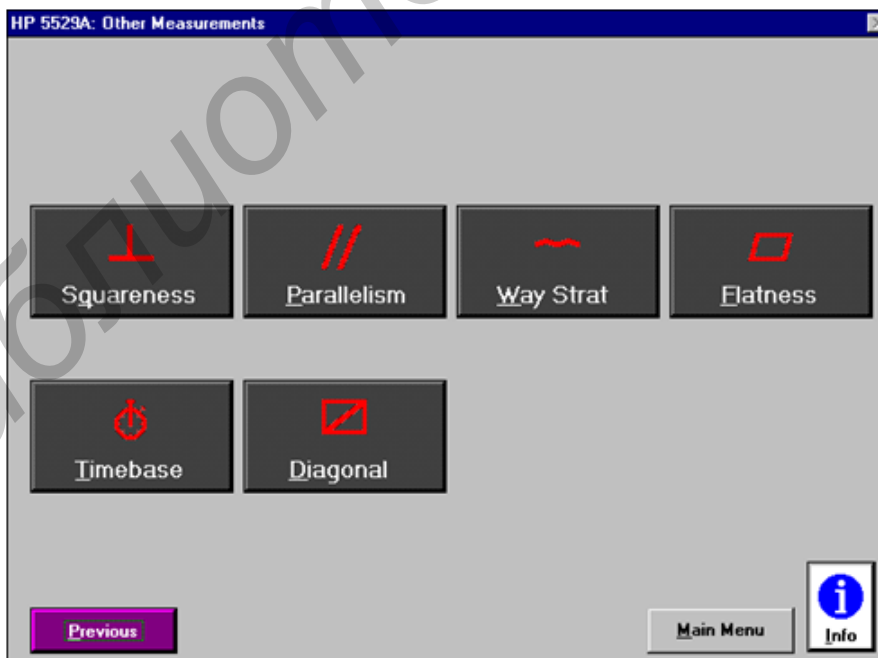 HP 5529A: Other Measurements
Squareness
Parallelism
Way Strat
Flatness
Timebase
Diagonal
Previous
Main Menu
Info